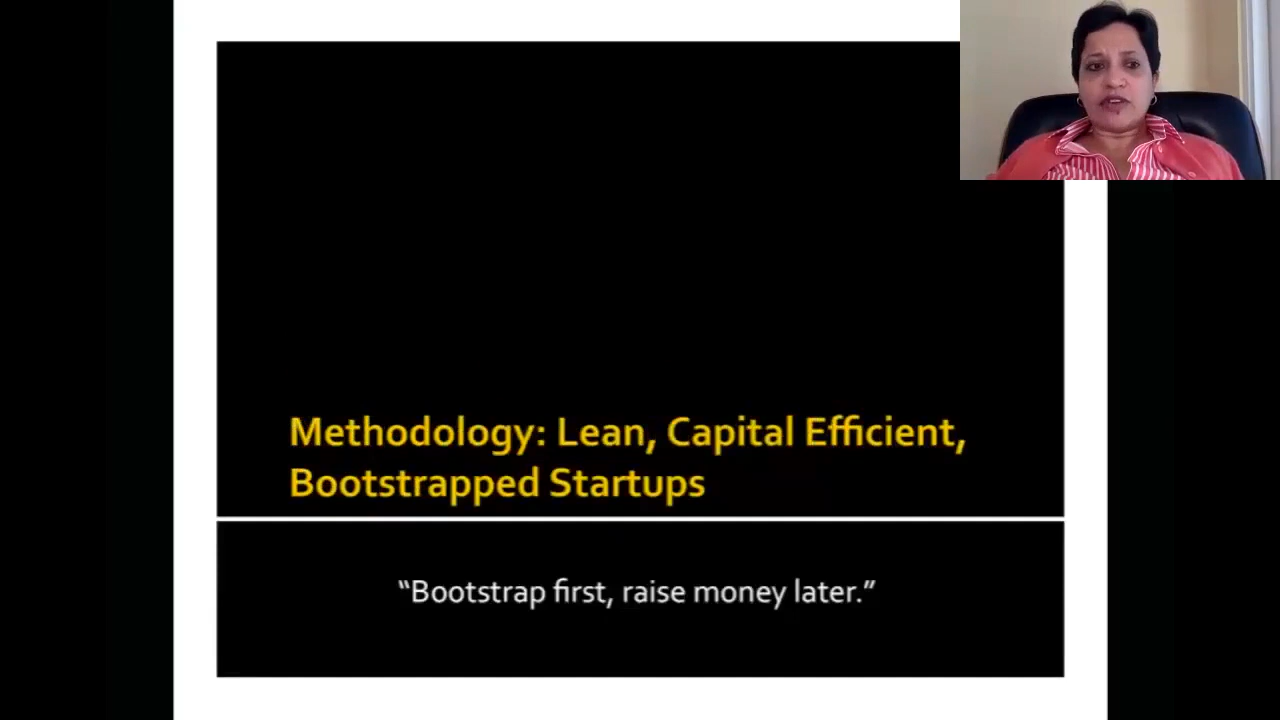 Methodology: Lean, Capital Efficient,
Bootstrapped Startups
“Bootstrap first, raise money later.”